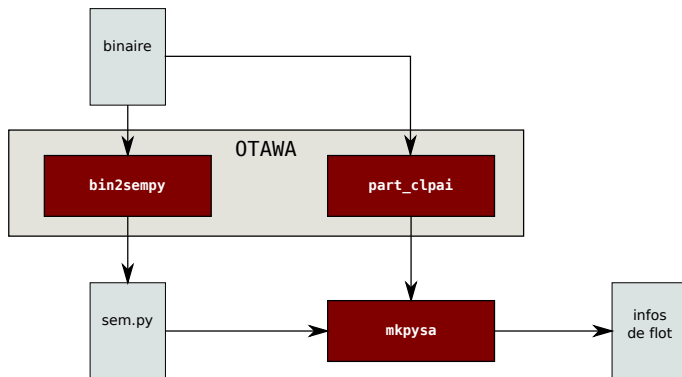 binaire
OTAWA
bin2sempy
part_clpai
sem.py
mkpysa
infos
de flot